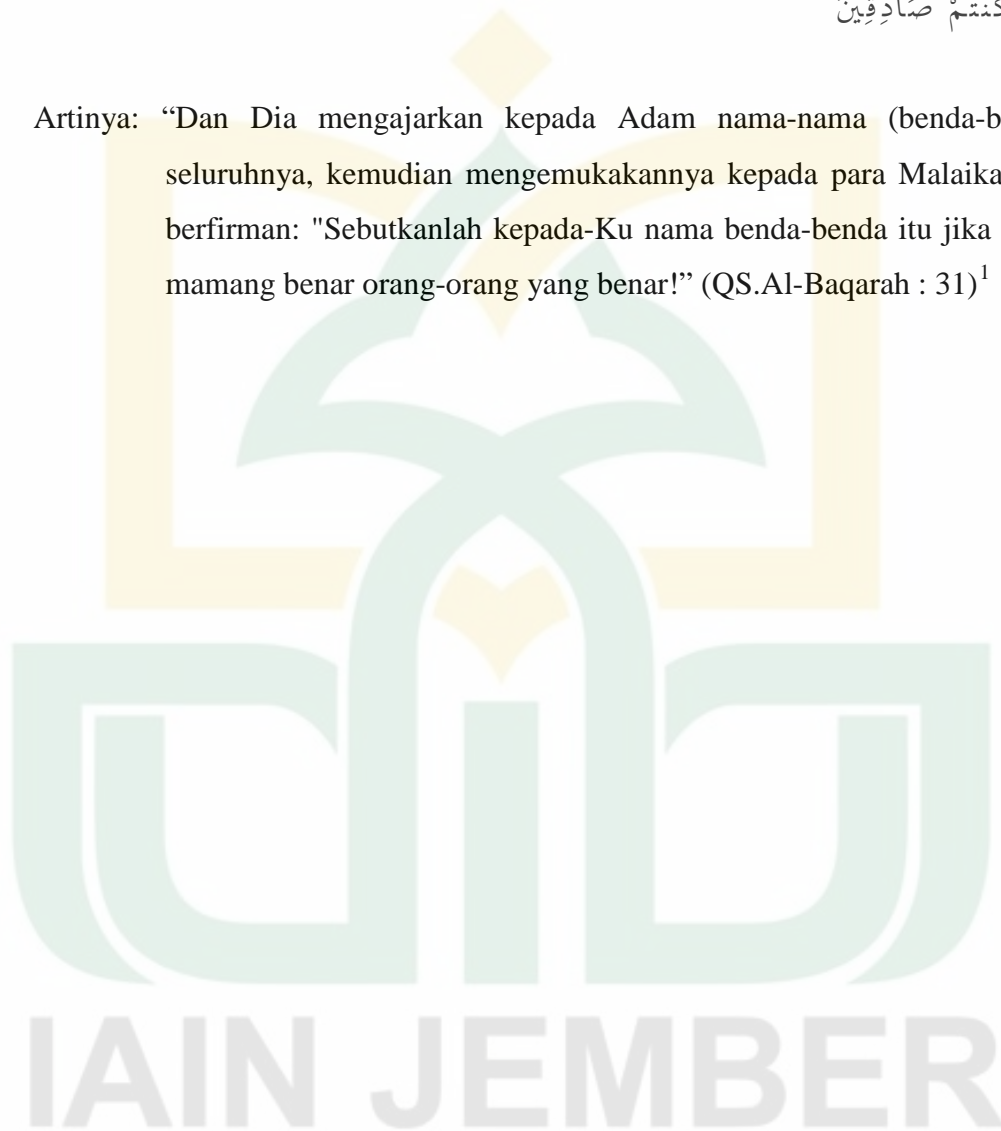 كُنتُمْ صَادِقِينَ
Artinya: “Dan Dia mengajarkan kepada Adam nama-nama (benda-b
seluruhnya, kemudian mengemukakannya kepada para Malaika
berfirman: "Sebutkanlah kepada-Ku nama benda-benda itu jika
mamang benar orang-orang yang benar!” (QS.Al-Baqarah : 31)1
IAIN JEMBER